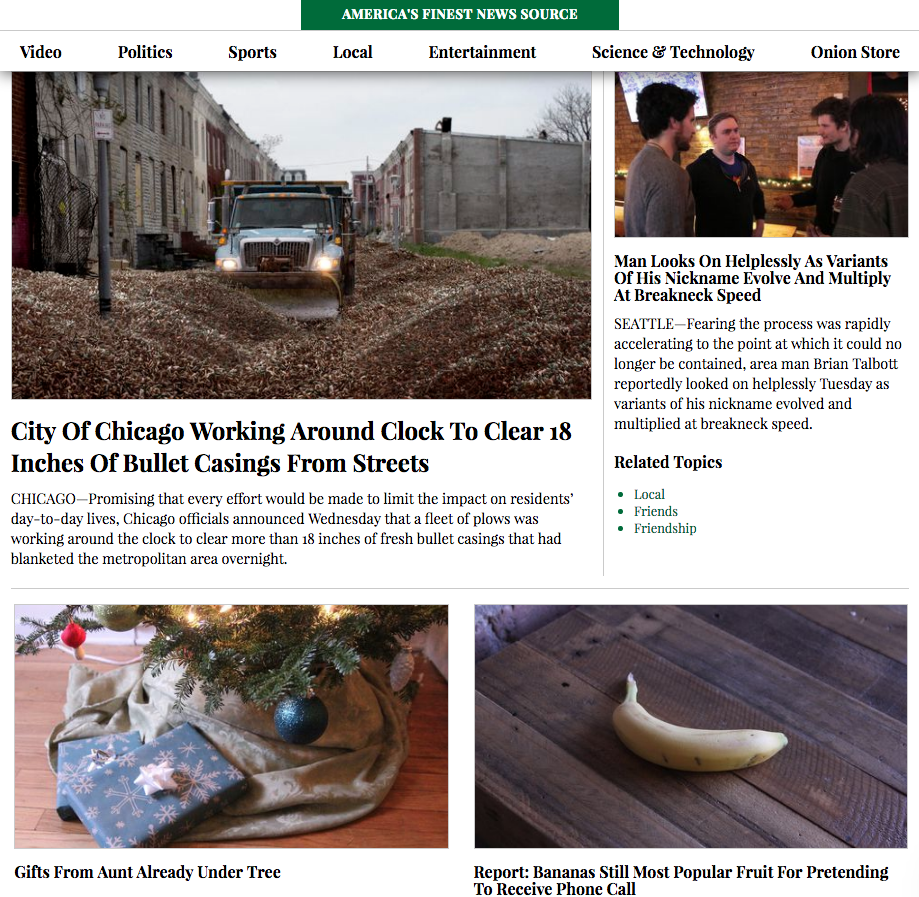 AMERICA'S FINEST NEWS SOURCE
Video Politics Sports Local Entertainment Science & Technology Onion Store
City Of Chicago Working Around Clock To Clear 18
Inches Of Bullet Casings From Streets
CHICAGO—Promising that every effort would be made to limit the impact on residents’
day-to-day lives, Chicago officials announced Wednesday that a fleet of plows was
working around the clock to clear more than 18 inches of fresh bullet casings that had
blanketed the metropolitan area overnight.
Man Looks On Helplessly As Variants
Of His Nickname Evolve And Multiply
At Breakneck Speed
SEATTLE—Fearing the process was rapidly
accelerating to the point at which it could no
longer be contained, area man Brian Talbott
reportedly looked on helplessly Tuesday as
variants of his nickname evolved and
multiplied at breakneck speed.
Related Topics
Local
Friends
Friendship
Gifts From Aunt Already Under Tree
Report: Bananas Still Most Popular Fruit For Pretending
To Receive Phone Call